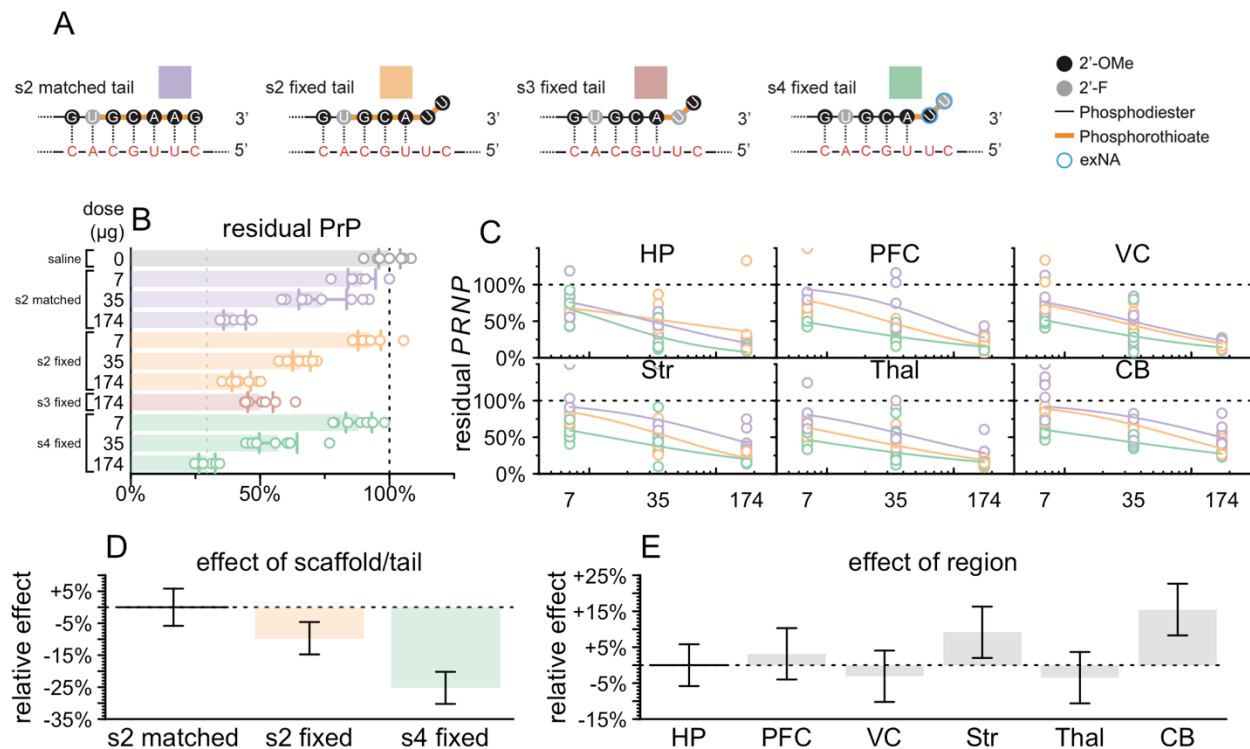 A
s2 matched tail
s2 fixed tail
s3 fixed tail
s4 fixed tail
2'-OMe
2'-F
Phosphodiester
Phosphorothioate
exNA
G U G C A A G 3'
C A C G U U C 5'
G U G C A U U 3'
C A C G U U C 5'
G U G C A U U 3'
C A C G U U C 5'
G U G C A U U 3'
C A C G U U C 5'
dose
(µg)
B
residual PrP
saline 0
s2 matched
7
35
174
s2 fixed
7
35
174
s3 fixed 174
s4 fixed
7
35
174
0% 50% 100%
C
residual PRNP
HP PFC VC
100%
50%
0%
Str Thal CB
100%
50%
0%
7 35 174 7 35 174 7 35 174
D
effect of scaffold/tail
relative effect
+5%
-5%
-15%
-25%
-35%
s2 matched s2 fixed s4 fixed
E
effect of region
relative effect
+25%
+15%
+5%
-5%
-15%
HP PFC VC Str Thal CB